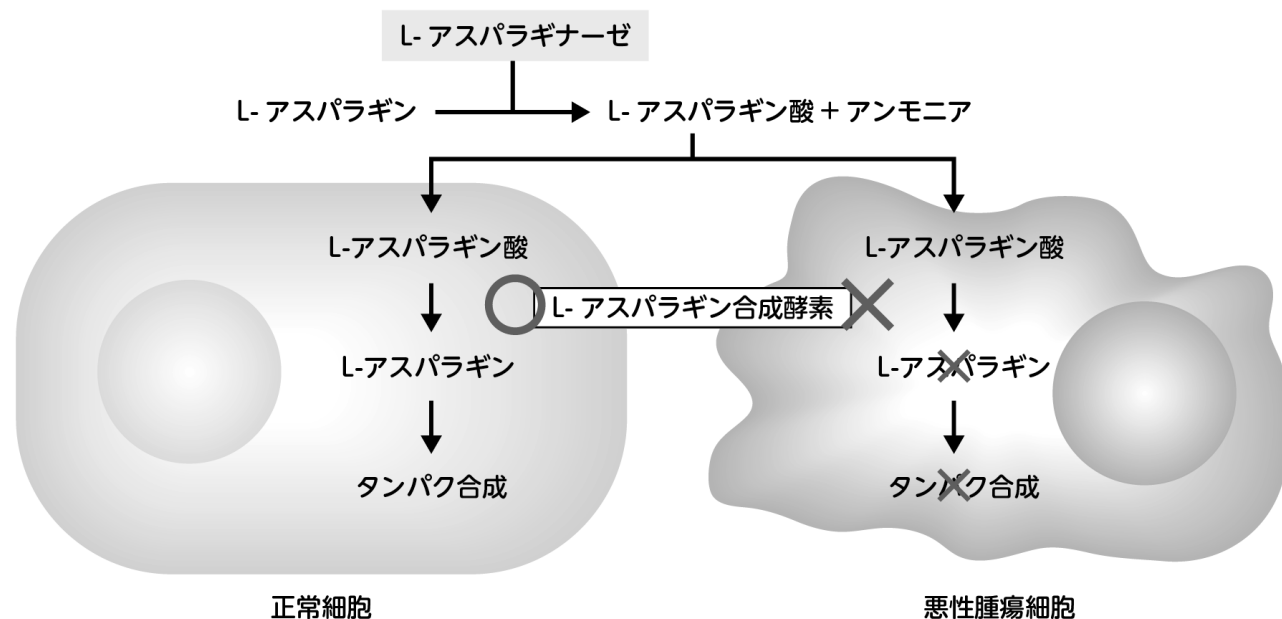 L- アスパラギナーゼ
L- アスパラギン
L- アスパラギン酸 + アンモニア
L-アスパラギン酸
L-アスパラギン酸
L- アスパラギン合成酵素
L-アスパラギン
L-アスパラギン
タンパク合成
タンパク合成
正常細胞
悪性腫瘍細胞